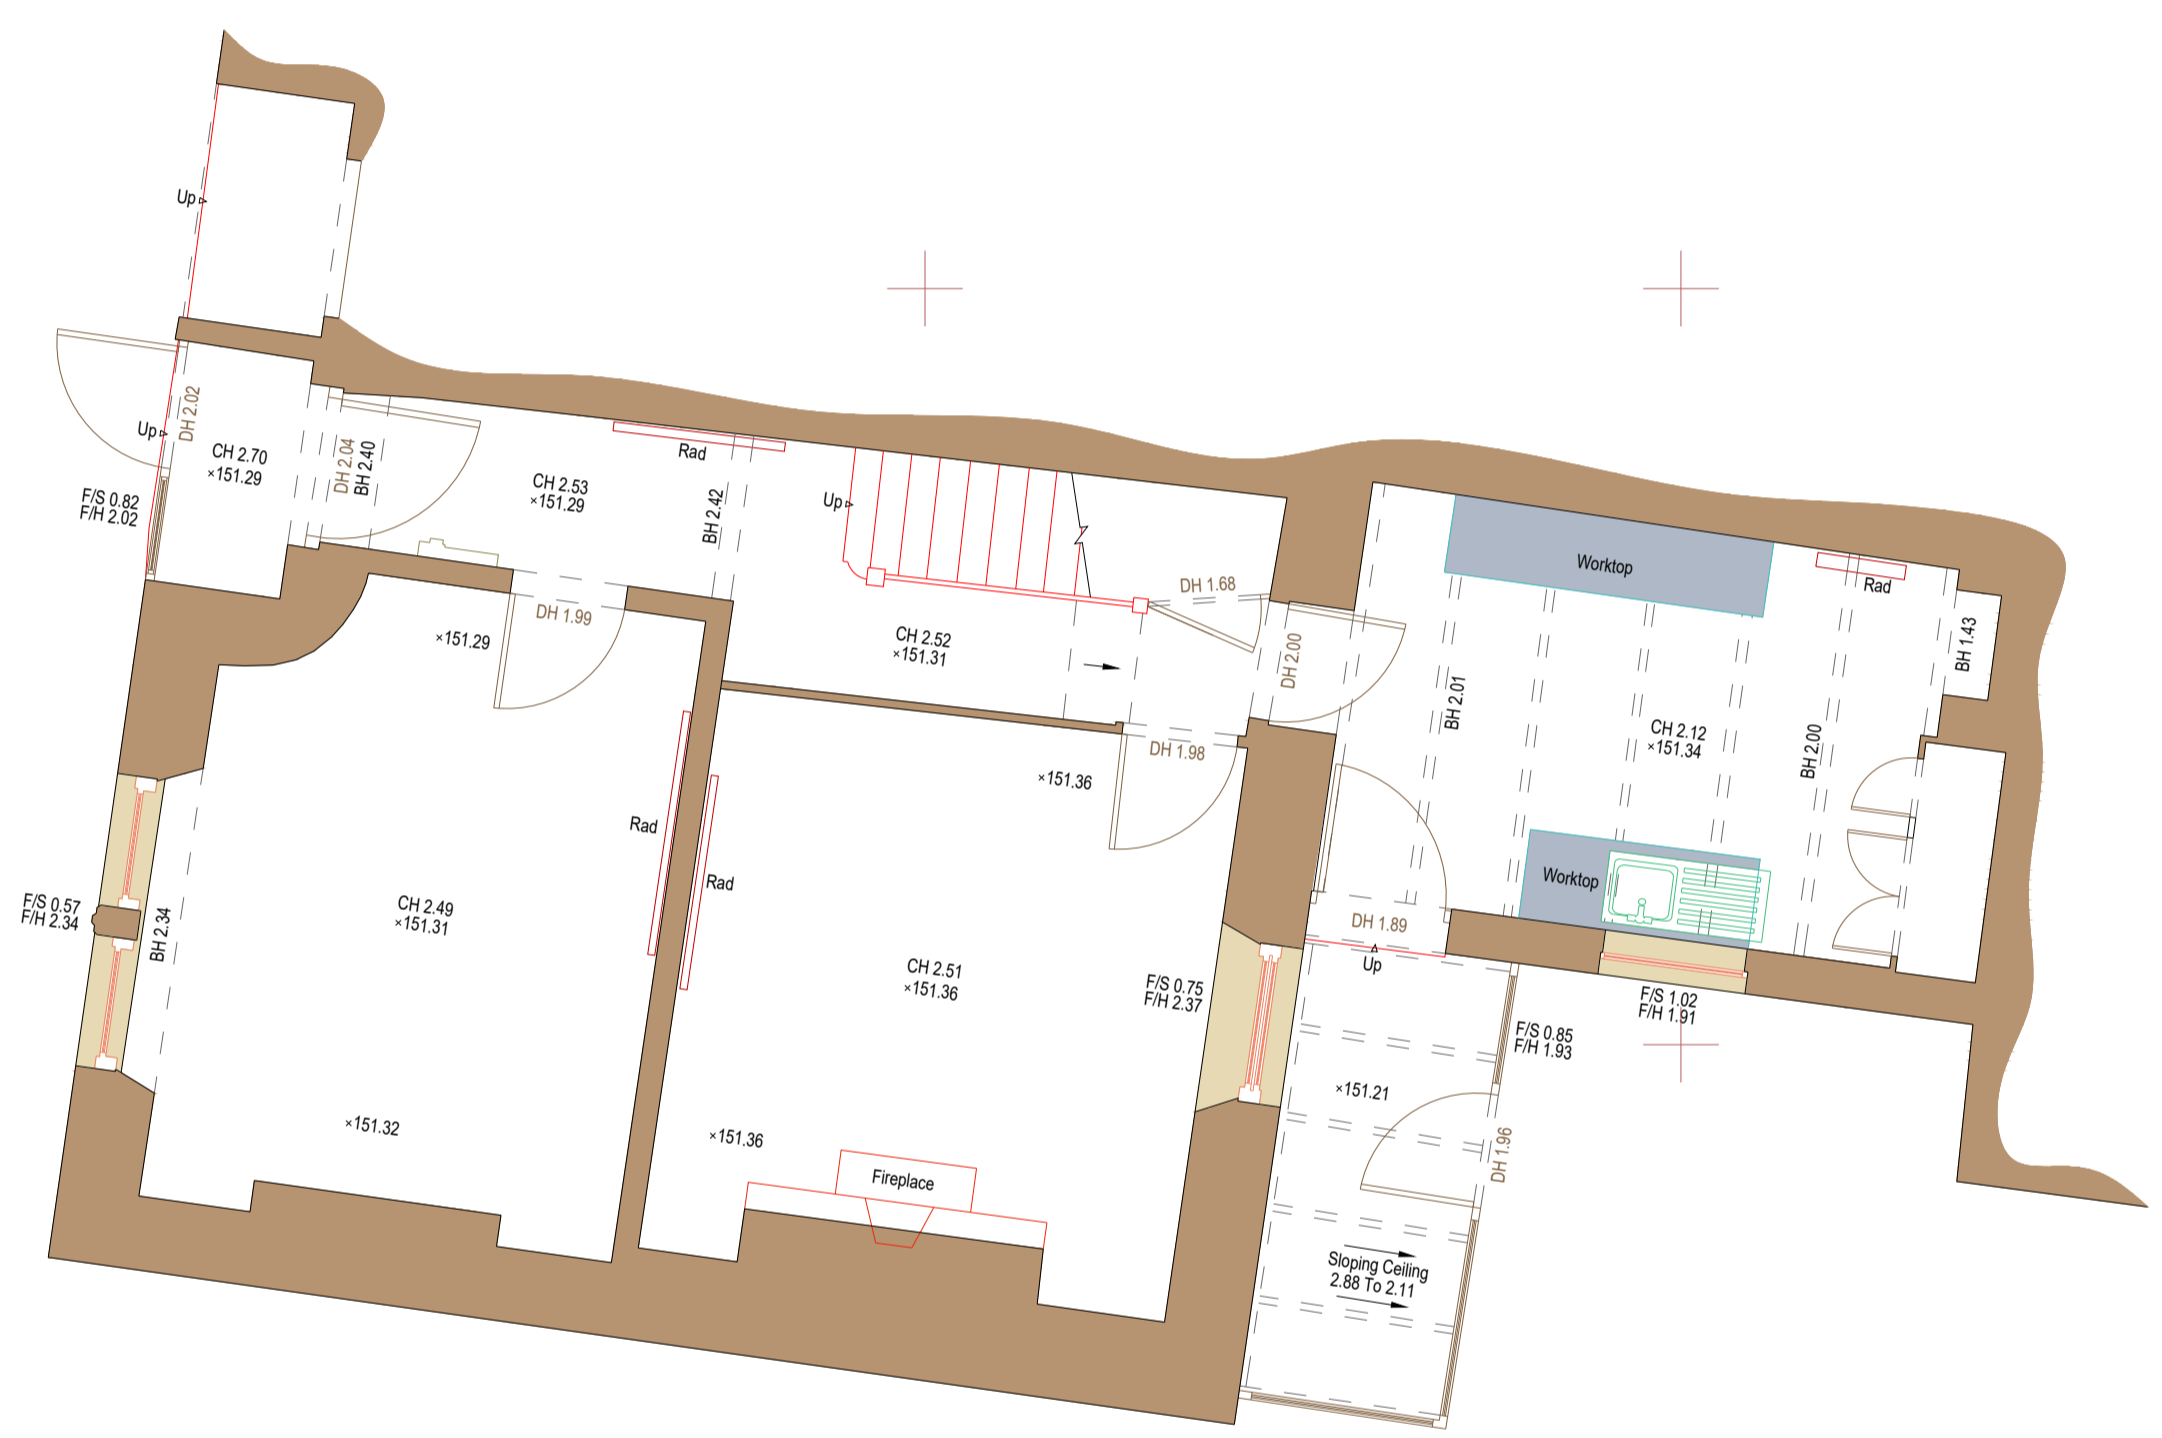 Up
Up
DH 2.02
CH 2.70
×151.29
DH 2.04
BH 2.40
F/S 0.82
F/H 2.02
CH 2.53
×151.29
Rad
BH 2.42
Up
DH 1.68
DH 1.99
×151.29
CH 2.52
×151.31
DH 2.00
Worktop
Rad
BH 1.43
BH 2.01
CH 2.12
×151.34
BH 2.00
DH 1.98
×151.36
Rad
Rad
Worktop
F/S 0.57
F/H 2.34
BH 2.34
CH 2.49
×151.31
DH 1.89
Up
CH 2.51
×151.36
F/S 0.75
F/H 2.37
F/S 1.02
F/H 1.91
F/S 0.85
F/H 1.93
×151.21
×151.32
×151.36
DH 1.96
Fireplace
Sloping Ceiling
2.88 To 2.11